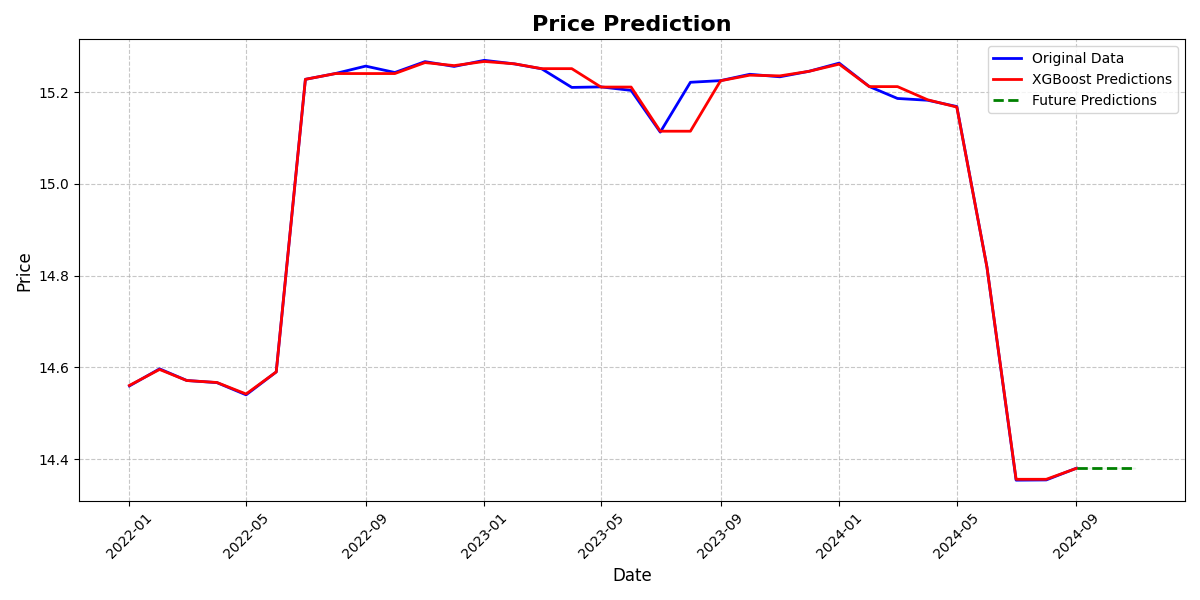 Price Prediction
Original Data
XGBoost Predictions
Future Predictions
Price
15.2
15.0
14.8
14.6
14.4
2022-01
2022-05
2022-09
2023-01
2023-05
2023-09
2024-01
2024-05
2024-09
Date